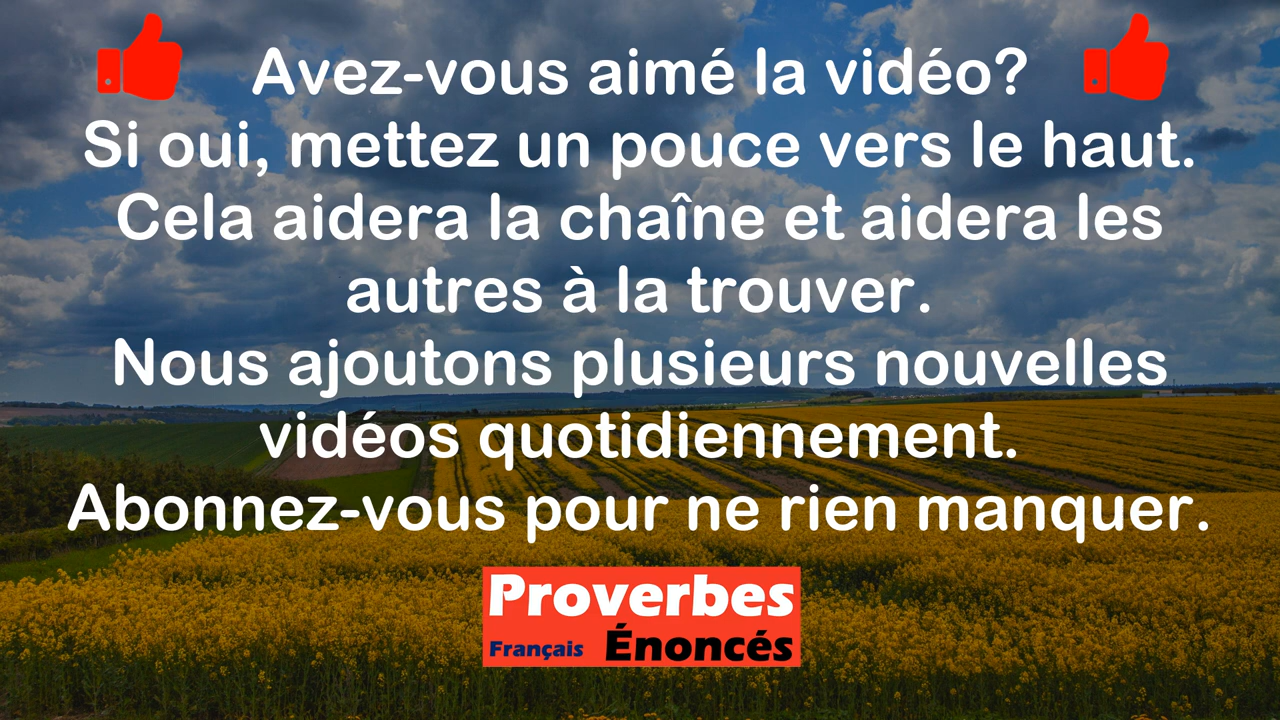 Avez-vous aimé la vidéo?
Si oui, mettez un pouce vers le haut.
Cela aidera la chaîne et aidera les
autres à la trouver.
Nous ajoutons plusieurs nouvelles
vidéos quotidiennement.
Abonnez-vous pour ne rien manquer.
Proverbes
Français Énoncés